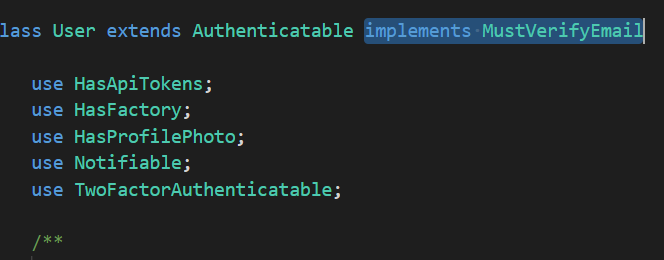 lass User extends Authenticatable implements MustVerifyEmail
use HasApiTokens;
use HasFactory;
use HasProfilePhoto;
use Notifiable;
use TwoFactorAuthenticatable;
/**